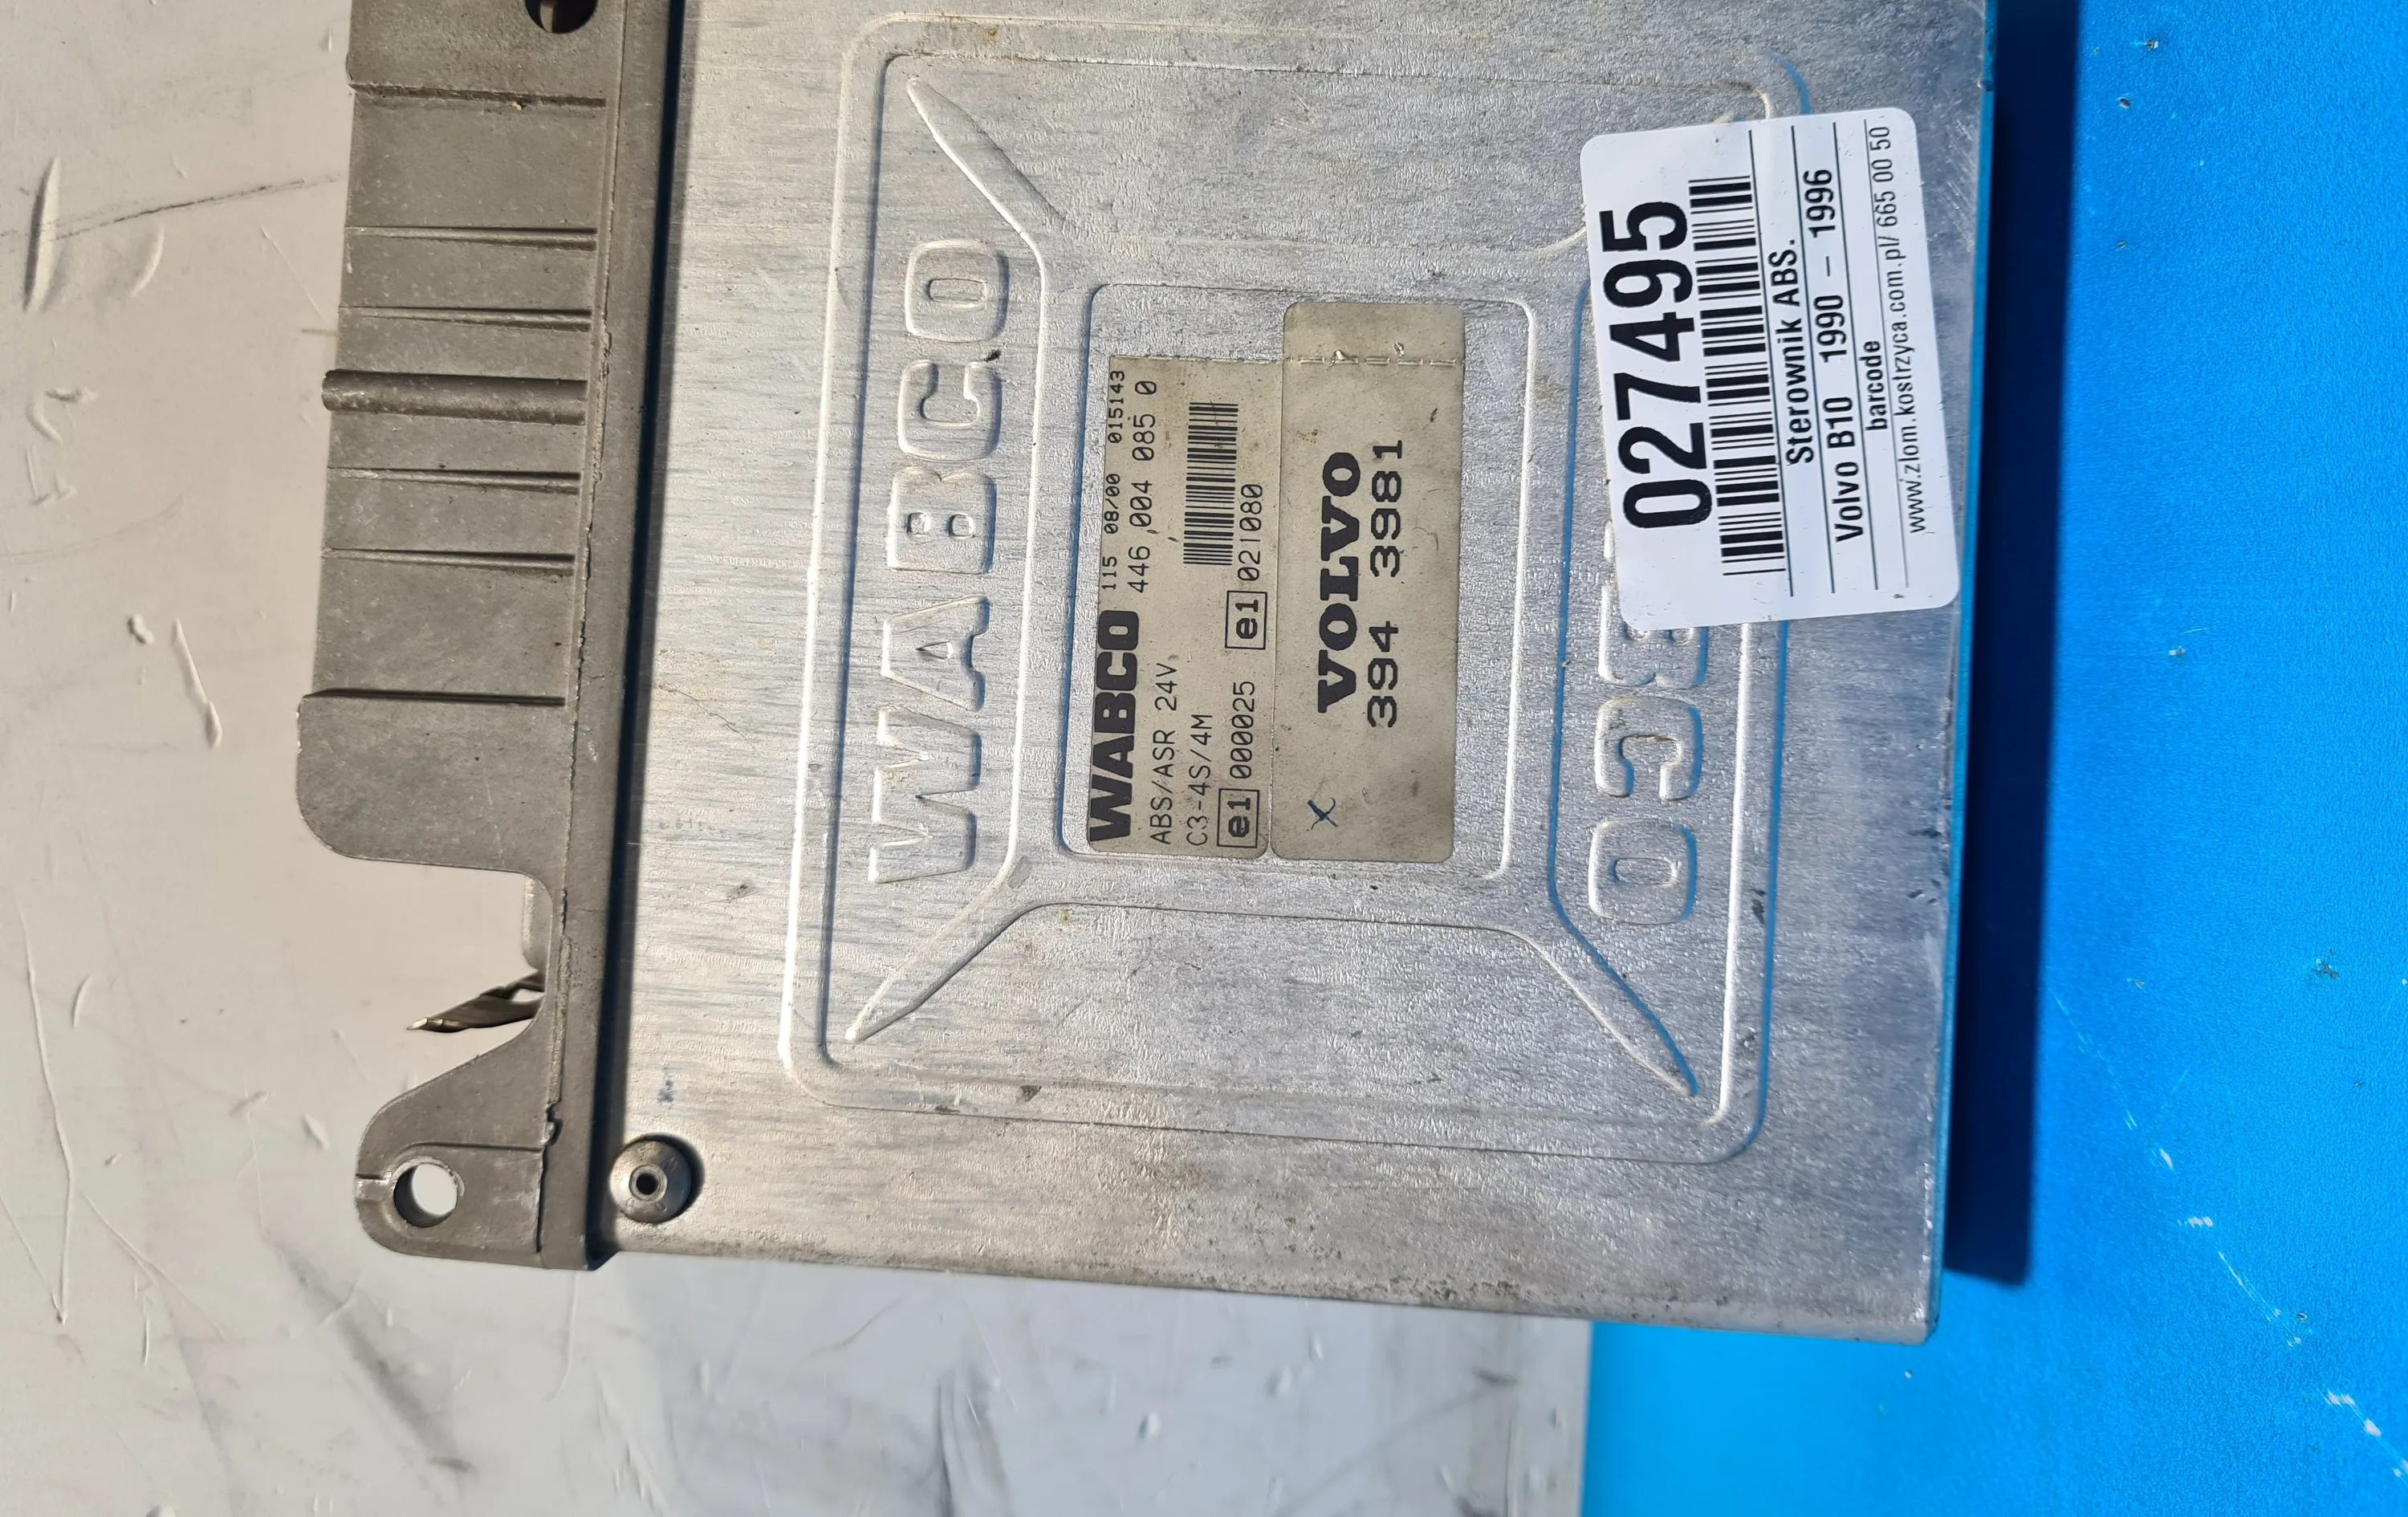 WABCO
WABCO 115 08/00 015143
446 004 085 0
ABS/ASR 24V
C3-4S/4M
e1 000025 e1 021080
VOLVO
394 3981
x
027495
Sterownik ABS.
Volvo B10 1990 - 1996
barcode
www.zlom.kostrzyca.com.pl/ 665 00 50
BCO